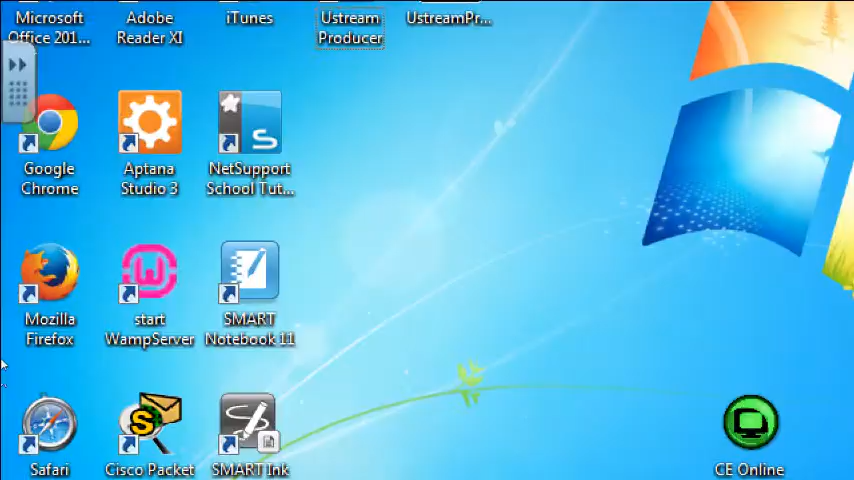 Microsoft
Office 201...
Adobe
Reader XI
iTunes
Ustream
Producer
UstreamPr...
Google
Chrome
Aptana
Studio 3
NetSupport
School Tut...
Mozilla
Firefox
start
WampServer
SMART
Notebook 11
Safari
Cisco Packet
SMART Ink
CE Online